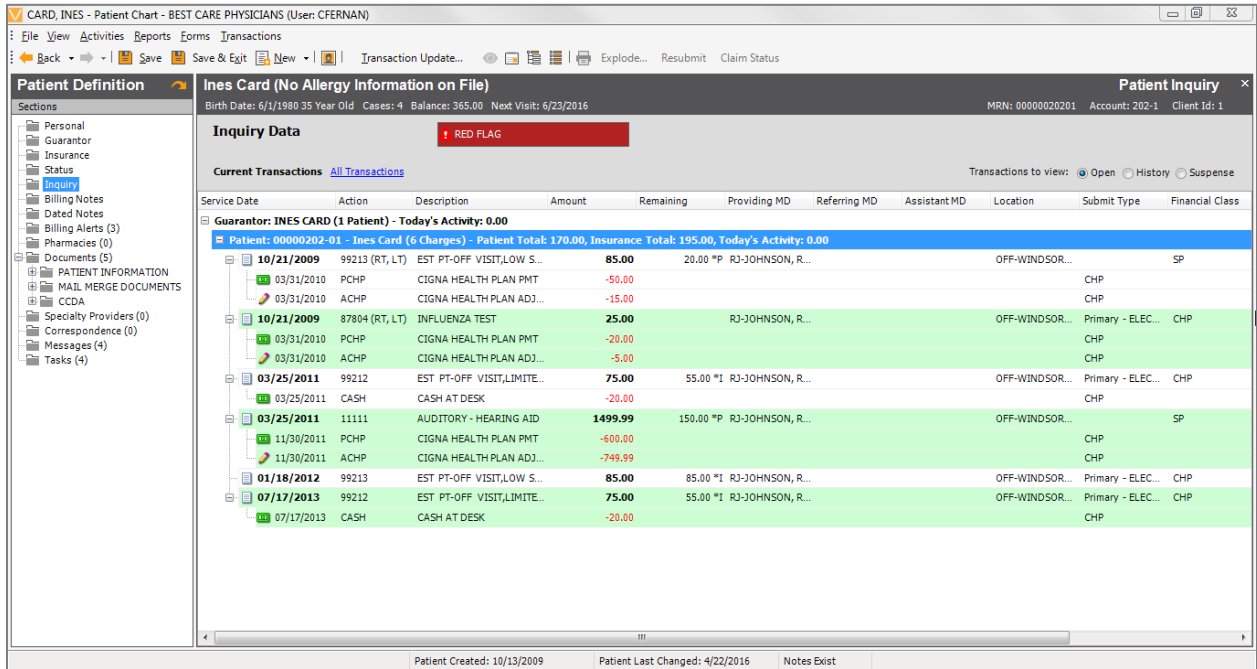 CARD, INES - Patient Chart - BEST CARE PHYSICIANS (User: CFERNAN)
File View Activities Reports Forms Transactions
Back Save Save & Exit New Transaction Update... Explode... Resubmit Claim Status
Patient Definition
Sections
Personal
Guarantor
Insurance
Status
Inquiry
Billing Notes
Dated Notes
Billing Alerts (3)
Pharmacies (0)
Documents (5)
PATIENT INFORMATION
MAIL MERGE DOCUMENTS
CCDA
Specialty Providers (0)
Correspondence (0)
Messages (4)
Tasks (4)
Ines Card (No Allergy Information on File) Patient Inquiry ×
Birth Date: 6/1/1980 35 Year Old Cases: 4 Balance: 365.00 Next Visit: 6/23/2016 MRN: 00000020201 Account: 202-1 Client Id: 1
Inquiry Data ! RED FLAG
Current Transactions All Transactions Transactions to view: Open History Suspense
Service Date Action Description Amount Remaining Providing MD Referring MD Assistant MD Location Submit Type Financial Class
Guarantor: INES CARD (1 Patient) - Today's Activity: 0.00
Patient: 00000202-01 - Ines Card (6 Charges) - Patient Total: 170.00, Insurance Total: 195.00, Today's Activity: 0.00
10/21/2009 99213 (RT, LT) EST PT-OFF VISIT,LOW S... 85.00 20.00 *P RJ-JOHNSON, R... OFF-WINDSOR... SP
03/31/2010 PCHP CIGNA HEALTH PLAN PMT -50.00 CHP
03/31/2010 ACHP CIGNA HEALTH PLAN ADJ... -15.00 CHP
10/21/2009 87804 (RT, LT) INFLUENZA TEST 25.00 RJ-JOHNSON, R... OFF-WINDSOR... Primary - ELEC... CHP
03/31/2010 PCHP CIGNA HEALTH PLAN PMT -20.00 CHP
03/31/2010 ACHP CIGNA HEALTH PLAN ADJ... -5.00 CHP
03/25/2011 99212 EST PT-OFF VISIT,LIMITE... 75.00 55.00 *I RJ-JOHNSON, R... OFF-WINDSOR... Primary - ELEC... CHP
03/25/2011 CASH CASH AT DESK -20.00 CHP
03/25/2011 11111 AUDITORY - HEARING AID 1499.99 150.00 *P RJ-JOHNSON, R... OFF-WINDSOR... SP
11/30/2011 PCHP CIGNA HEALTH PLAN PMT -600.00 CHP
11/30/2011 ACHP CIGNA HEALTH PLAN ADJ... -749.99 CHP
01/18/2012 99213 EST PT-OFF VISIT,LOW S... 85.00 85.00 *I RJ-JOHNSON, R... OFF-WINDSOR... Primary - ELEC... CHP
07/17/2013 99212 EST PT-OFF VISIT,LIMITE... 75.00 55.00 *I RJ-JOHNSON, R... OFF-WINDSOR... Primary - ELEC... CHP
07/17/2013 CASH CASH AT DESK -20.00 CHP
Patient Created: 10/13/2009 Patient Last Changed: 4/22/2016 Notes Exist